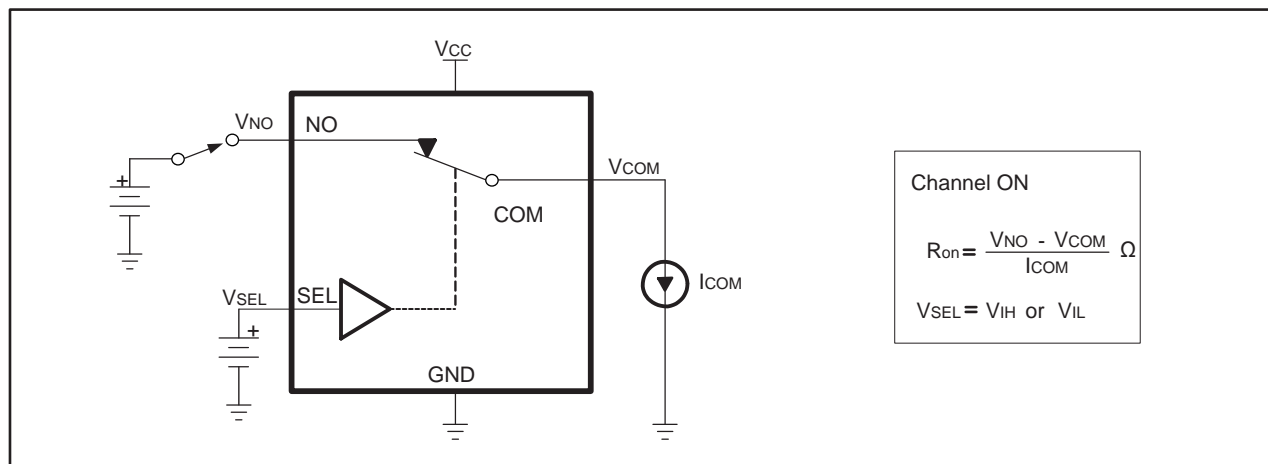 VCC
VNO
NO
VCOM
COM
+
VSEL
SEL
+
ICOM
GND
Channel ON
Ron = VNO - VCOM / ICOM Ω
VSEL = VIH or VIL